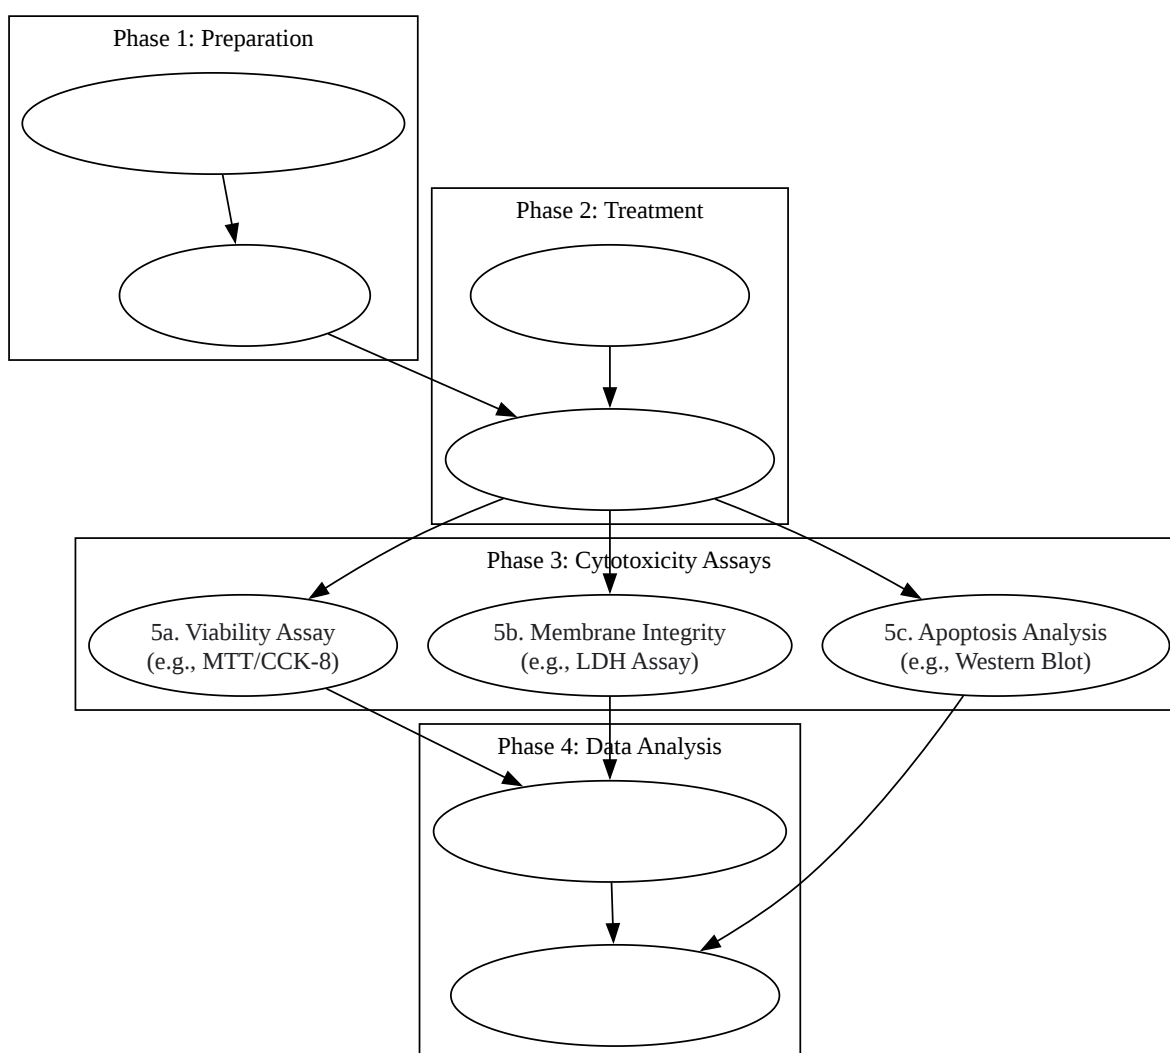 Phase 1: Preparation
Phase 2: Treatment
Phase 3: Cytotoxicity Assays
5a. Viability Assay
(e.g., MTT/CCK-8)
5b. Membrane Integrity
(e.g., LDH Assay)
5c. Apoptosis Analysis
(e.g., Western Blot)
Phase 4: Data Analysis